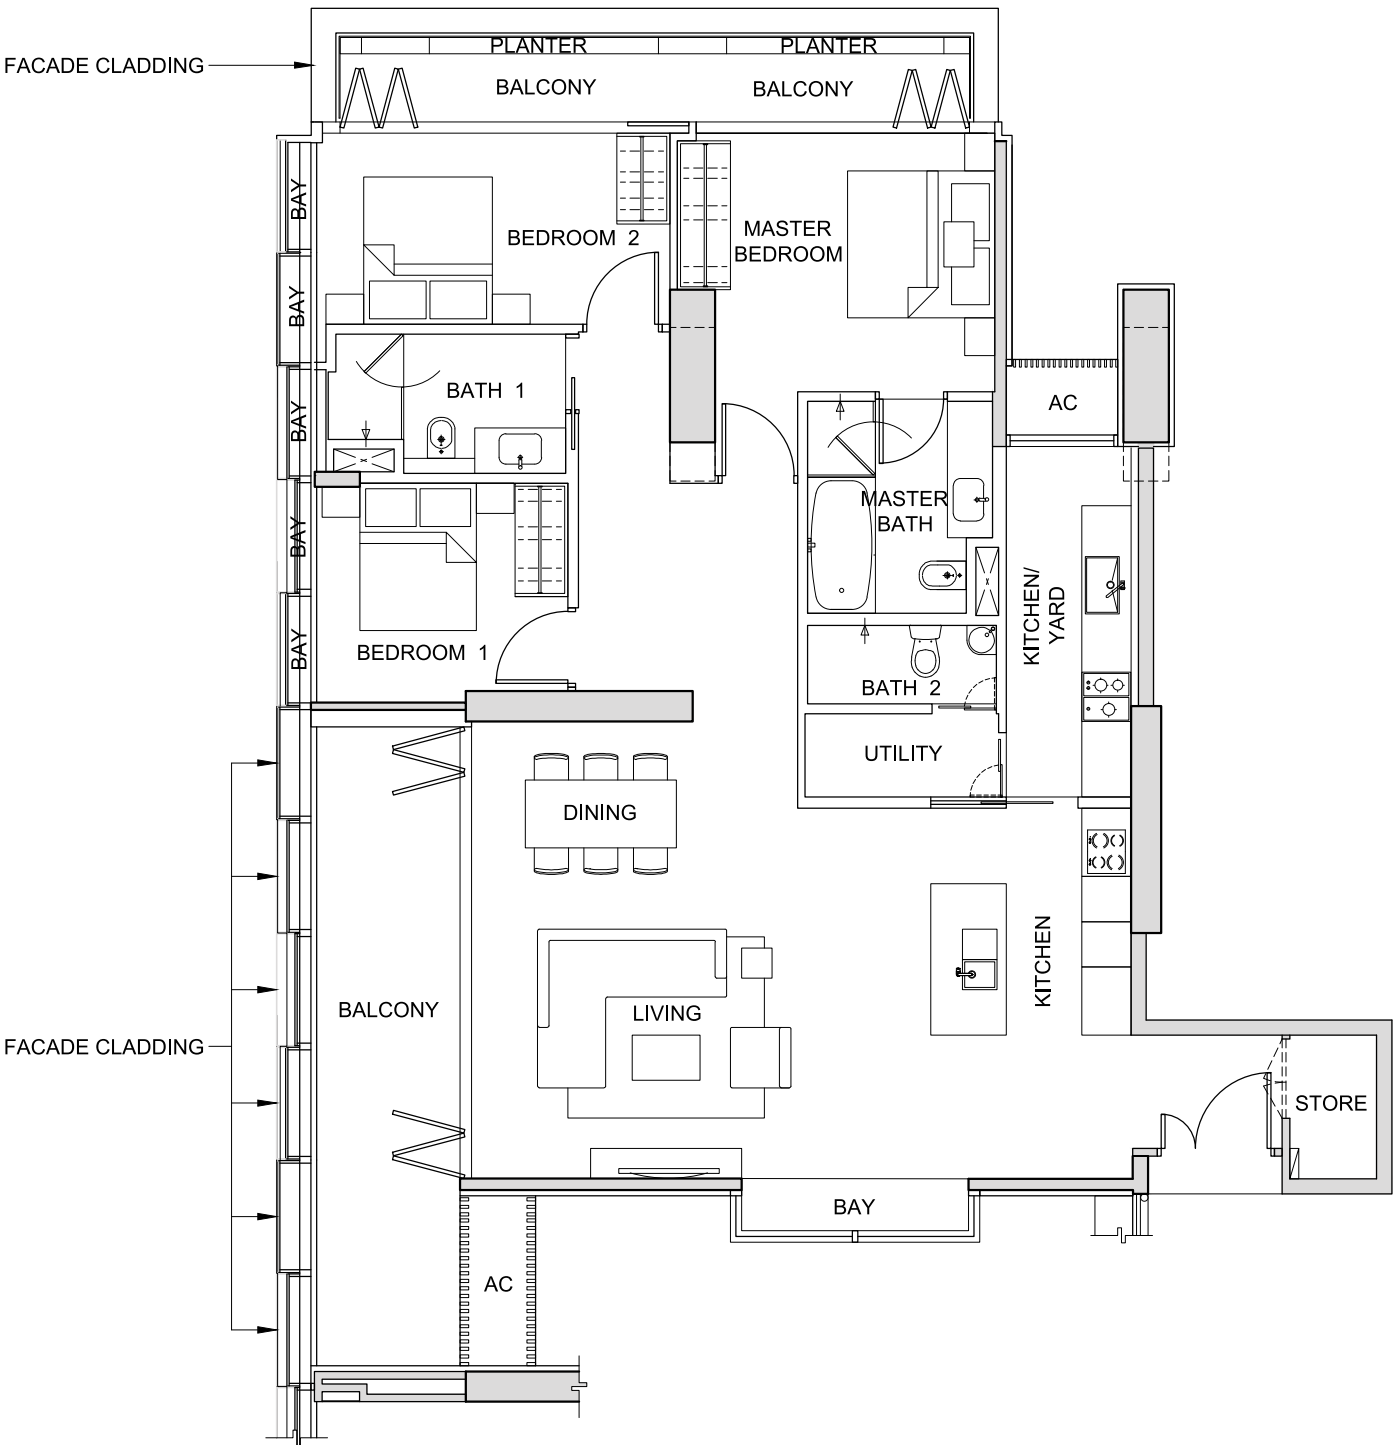 PLANTER
PLANTER
FACADE CLADDING
BALCONY
BALCONY
BAY
BEDROOM 2
MASTER
BEDROOM
BAY
BATH 1
AC
BAY
MASTER
BATH
BAY
KITCHEN/
YARD
BAY
BEDROOM 1
BATH 2
UTILITY
DINING
KITCHEN
BALCONY
LIVING
FACADE CLADDING
STORE
BAY
AC